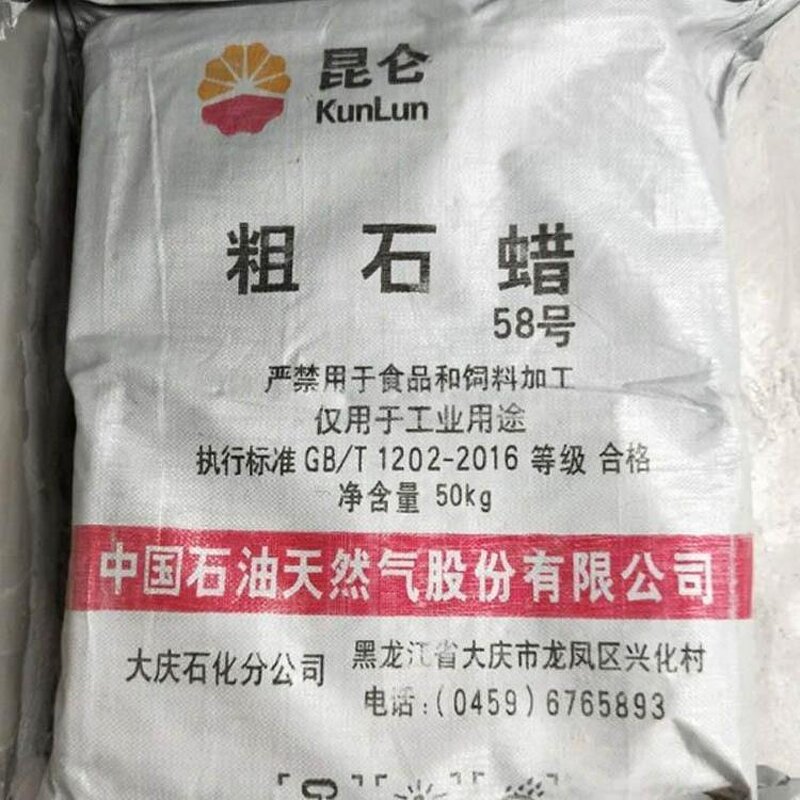 昆仑
KunLun
粗石蜡
58号
严禁用于食品和饲料加工
仅用于工业用途
执行标准 GB/T 1202-2016 等级 合格
净含量 50kg
中国石油天然气股份有限公司
大庆石化分公司
黑龙江省大庆市龙凤区兴化村
电话:(0459)6765893